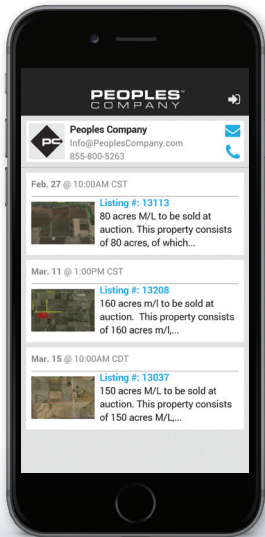 PEOPLES™
COMPANY
PC
Peoples Company
Info@PeoplesCompany.com
855-800-5263
Feb. 27 @ 10:00AM CST
Listing #: 13113
80 acres M/L to be sold at
auction. This property consists
of 80 acres, of which...
Mar. 11 @ 1:00PM CST
Listing #: 13208
160 acres m/l to be sold at
auction. This property consists
of 160 acres m/l,...
Mar. 15 @ 10:00AM CDT
Listing #: 13037
150 acres M/L to be sold at
auction. This property consists
of 150 acres M/L,...